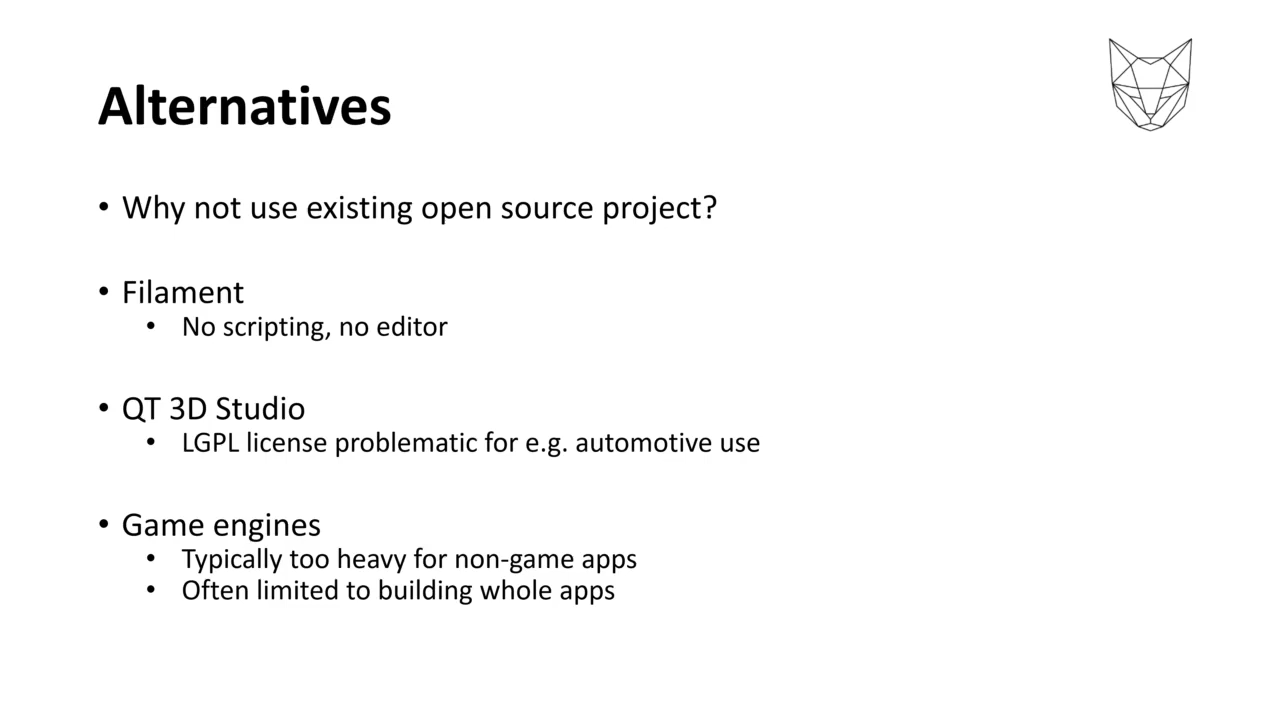 Alternatives
• Why not use existing open source project?
• Filament
• No scripting, no editor
• QT 3D Studio
• LGPL license problematic for e.g. automotive use
• Game engines
• Typically too heavy for non-game apps
• Often limited to building whole apps